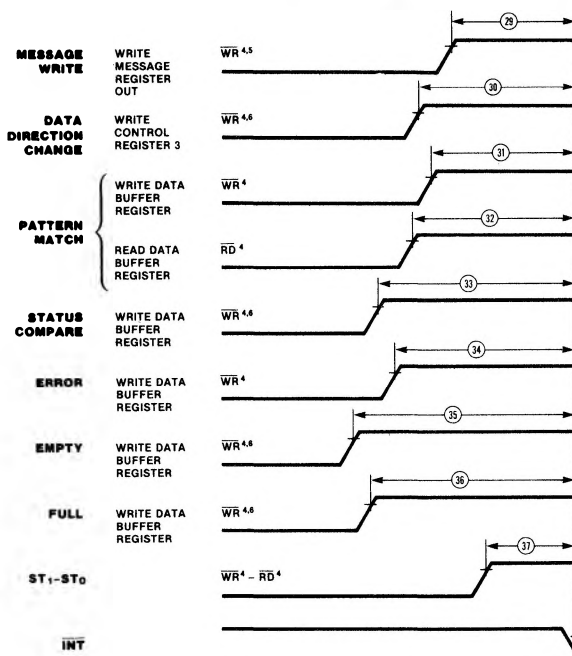 29
MESSAGE WRITE WR 4,5
WRITE MESSAGE
REGISTER
OUT
30
DATA WRITE WR 4,6
DIRECTION CONTROL
CHANGE REGISTER 3
31
WRITE DATA WR 4
BUFFER
REGISTER
PATTERN
MATCH
32
READ DATA RD 4
BUFFER
REGISTER
33
STATUS WRITE DATA WR 4,6
COMPARE BUFFER
REGISTER
34
ERROR WRITE DATA WR 4
BUFFER
REGISTER
35
EMPTY WRITE DATA WR 4,6
BUFFER
REGISTER
36
FULL WRITE DATA WR 4,6
BUFFER
REGISTER
37
ST1-ST0 WR 4 – RD 4
INT